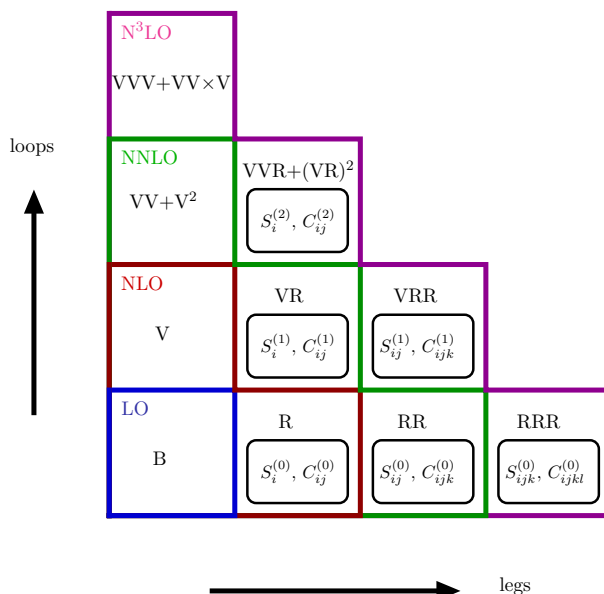 N³LO
VVV+VV×V
loops
NNLO
VV+V²
VVR+(VR)²
S_i^{(2)}, C_{ij}^{(2)}
NLO
V
VR
S_i^{(1)}, C_{ij}^{(1)}
VRR
S_{ij}^{(1)}, C_{ijk}^{(1)}
LO
B
R
S_i^{(0)}, C_{ij}^{(0)}
RR
S_{ij}^{(0)}, C_{ijk}^{(0)}
RRR
S_{ijk}^{(0)}, C_{ijkl}^{(0)}
legs